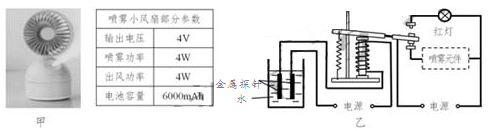 喷雾小风扇部分参数
输出电压 4V
喷雾功率 4W
出风功率 4W
电池容量 6000mAh
甲
金属探针
水
电源
电源
红灯
喷雾元件
乙